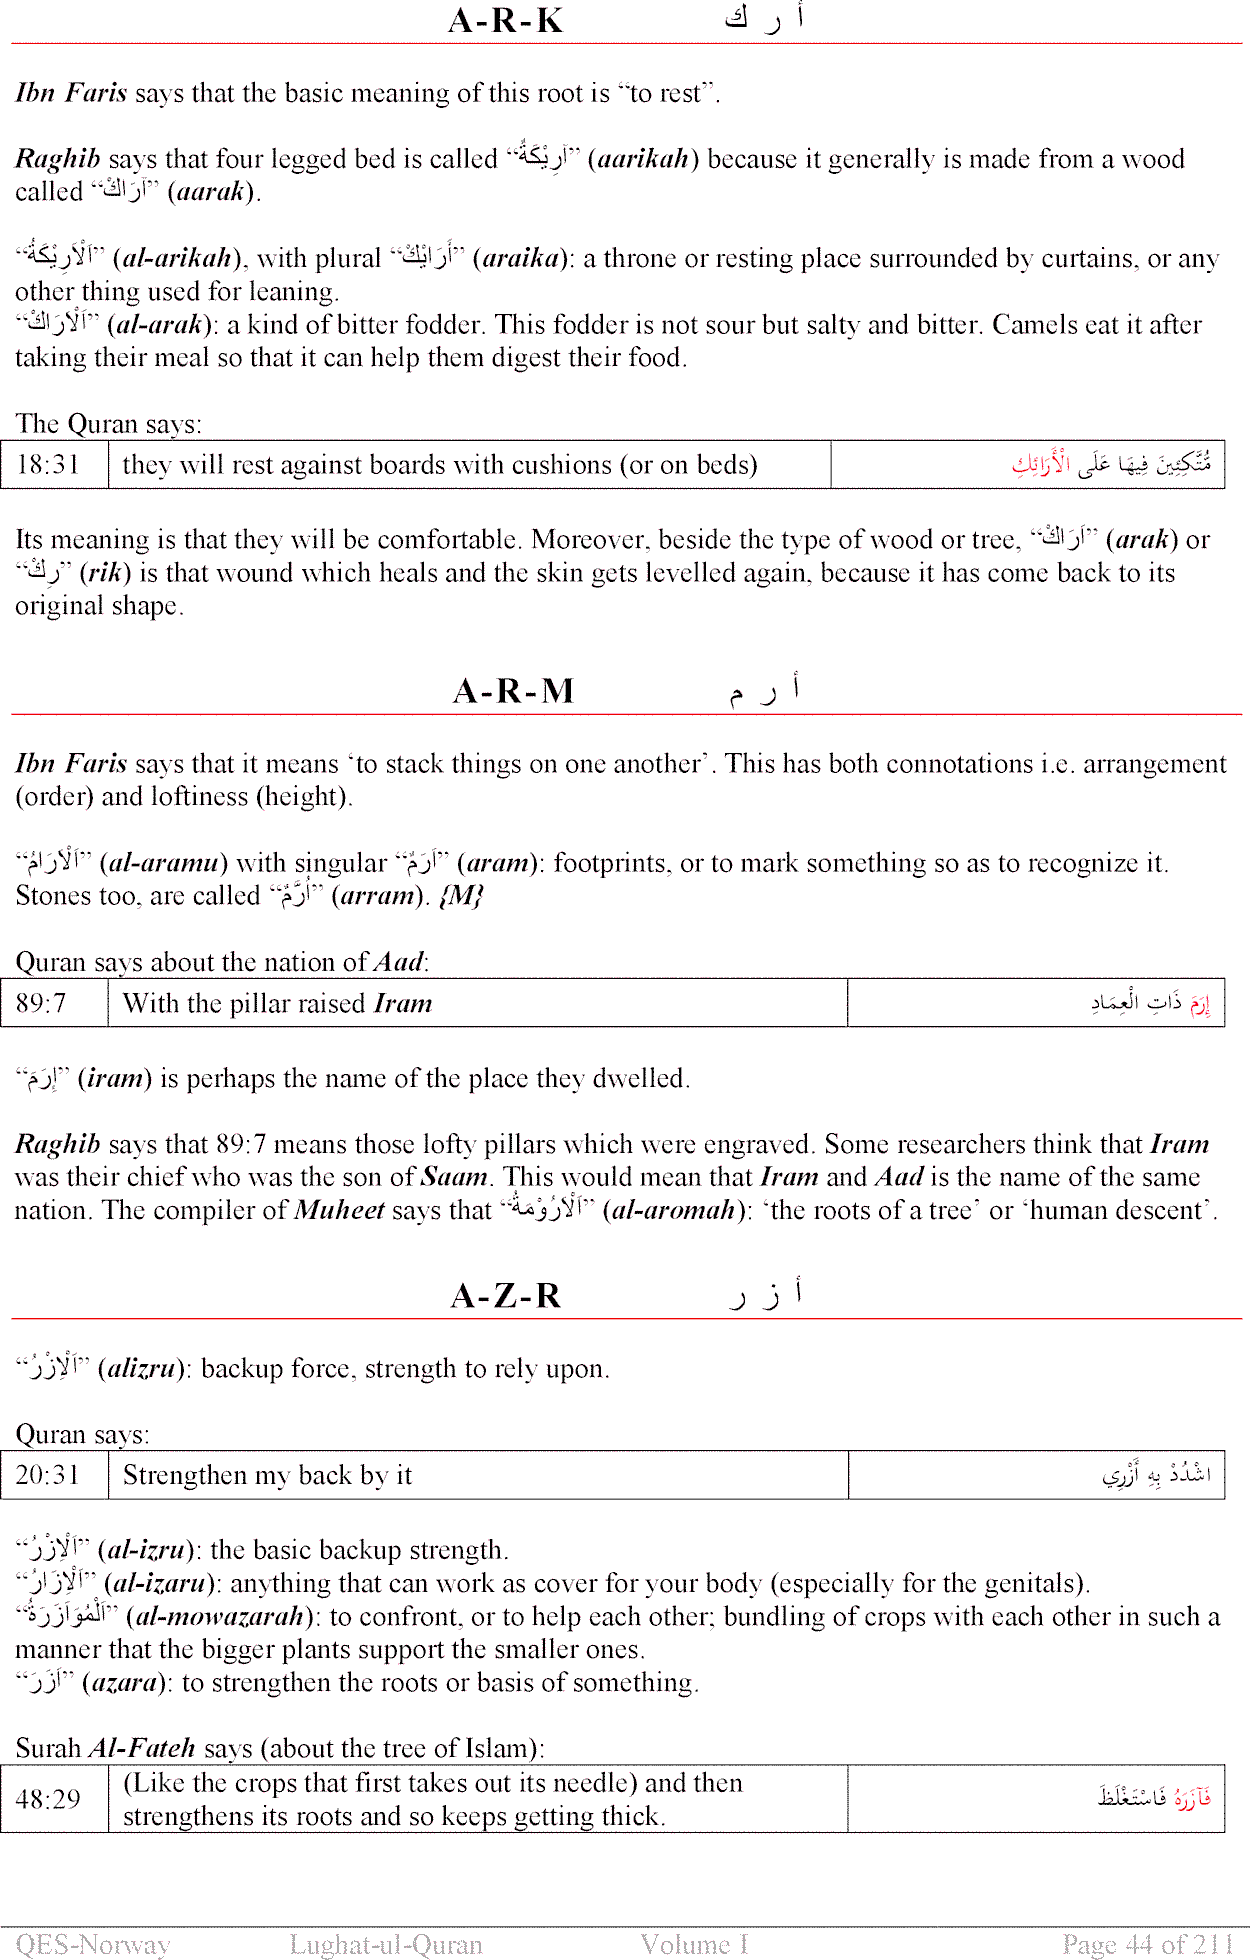 A-R-K أ ر ك
Ibn Faris says that the basic meaning of this root is “to rest”.
Raghib says that four legged bed is called “اَرِيْكَةٌ” (aarikah) because it generally is made from a wood
called “اَرَاكْ” (aarak).
“اَلْاَرِيْكَةُ” (al-arikah), with plural “أَرَايْكْ” (araika): a throne or resting place surrounded by curtains, or any
other thing used for leaning.
“اَلْاَرَاكْ” (al-arak): a kind of bitter fodder. This fodder is not sour but salty and bitter. Camels eat it after
taking their meal so that it can help them digest their food.
The Quran says:
18:31 they will rest against boards with cushions (or on beds) مُّتَّكِئِينَ فِيهَا عَلَى الْأَرَائِكِ
Its meaning is that they will be comfortable. Moreover, beside the type of wood or tree, “اَرَاكْ” (arak) or
“رِكْ” (rik) is that wound which heals and the skin gets levelled again, because it has come back to its
original shape.
A-R-M أ ر م
Ibn Faris says that it means ‘to stack things on one another’. This has both connotations i.e. arrangement
(order) and loftiness (height).
“اَلْاَرَامُ” (al-aramu) with singular “اَرَمٌ” (aram): footprints, or to mark something so as to recognize it.
Stones too, are called “أُرَّمٌ” (arram). {M}
Quran says about the nation of Aad:
89:7 With the pillar raised Iram إِرَمَ ذَاتِ الْعِمَادِ
“إِرَمَ” (iram) is perhaps the name of the place they dwelled.
Raghib says that 89:7 means those lofty pillars which were engraved. Some researchers think that Iram
was their chief who was the son of Saam. This would mean that Iram and Aad is the name of the same
nation. The compiler of Muheet says that “اَلْاَرُوْمَةُ” (al-aromah): ‘the roots of a tree’ or ‘human descent’.
A-Z-R أ ز ر
“اَلْاِزْرُ” (alizru): backup force, strength to rely upon.
Quran says:
20:31 Strengthen my back by it اشْدُدْ بِهِ أَزْرِي
“اَلْاِزْرُ” (al-izru): the basic backup strength.
“اَلْاِزَارُ” (al-izaru): anything that can work as cover for your body (especially for the genitals).
“اَلْمُوَازَرَةُ” (al-mowazarah): to confront, or to help each other; bundling of crops with each other in such a
manner that the bigger plants support the smaller ones.
“اَزَرَ” (azara): to strengthen the roots or basis of something.
Surah Al-Fateh says (about the tree of Islam):
48:29 (Like the crops that first takes out its needle) and then
strengthens its roots and so keeps getting thick. فَآزَرَهُ فَاسْتَغْلَظَ
QES-Norway Lughat-ul-Quran Volume I Page 44 of 211